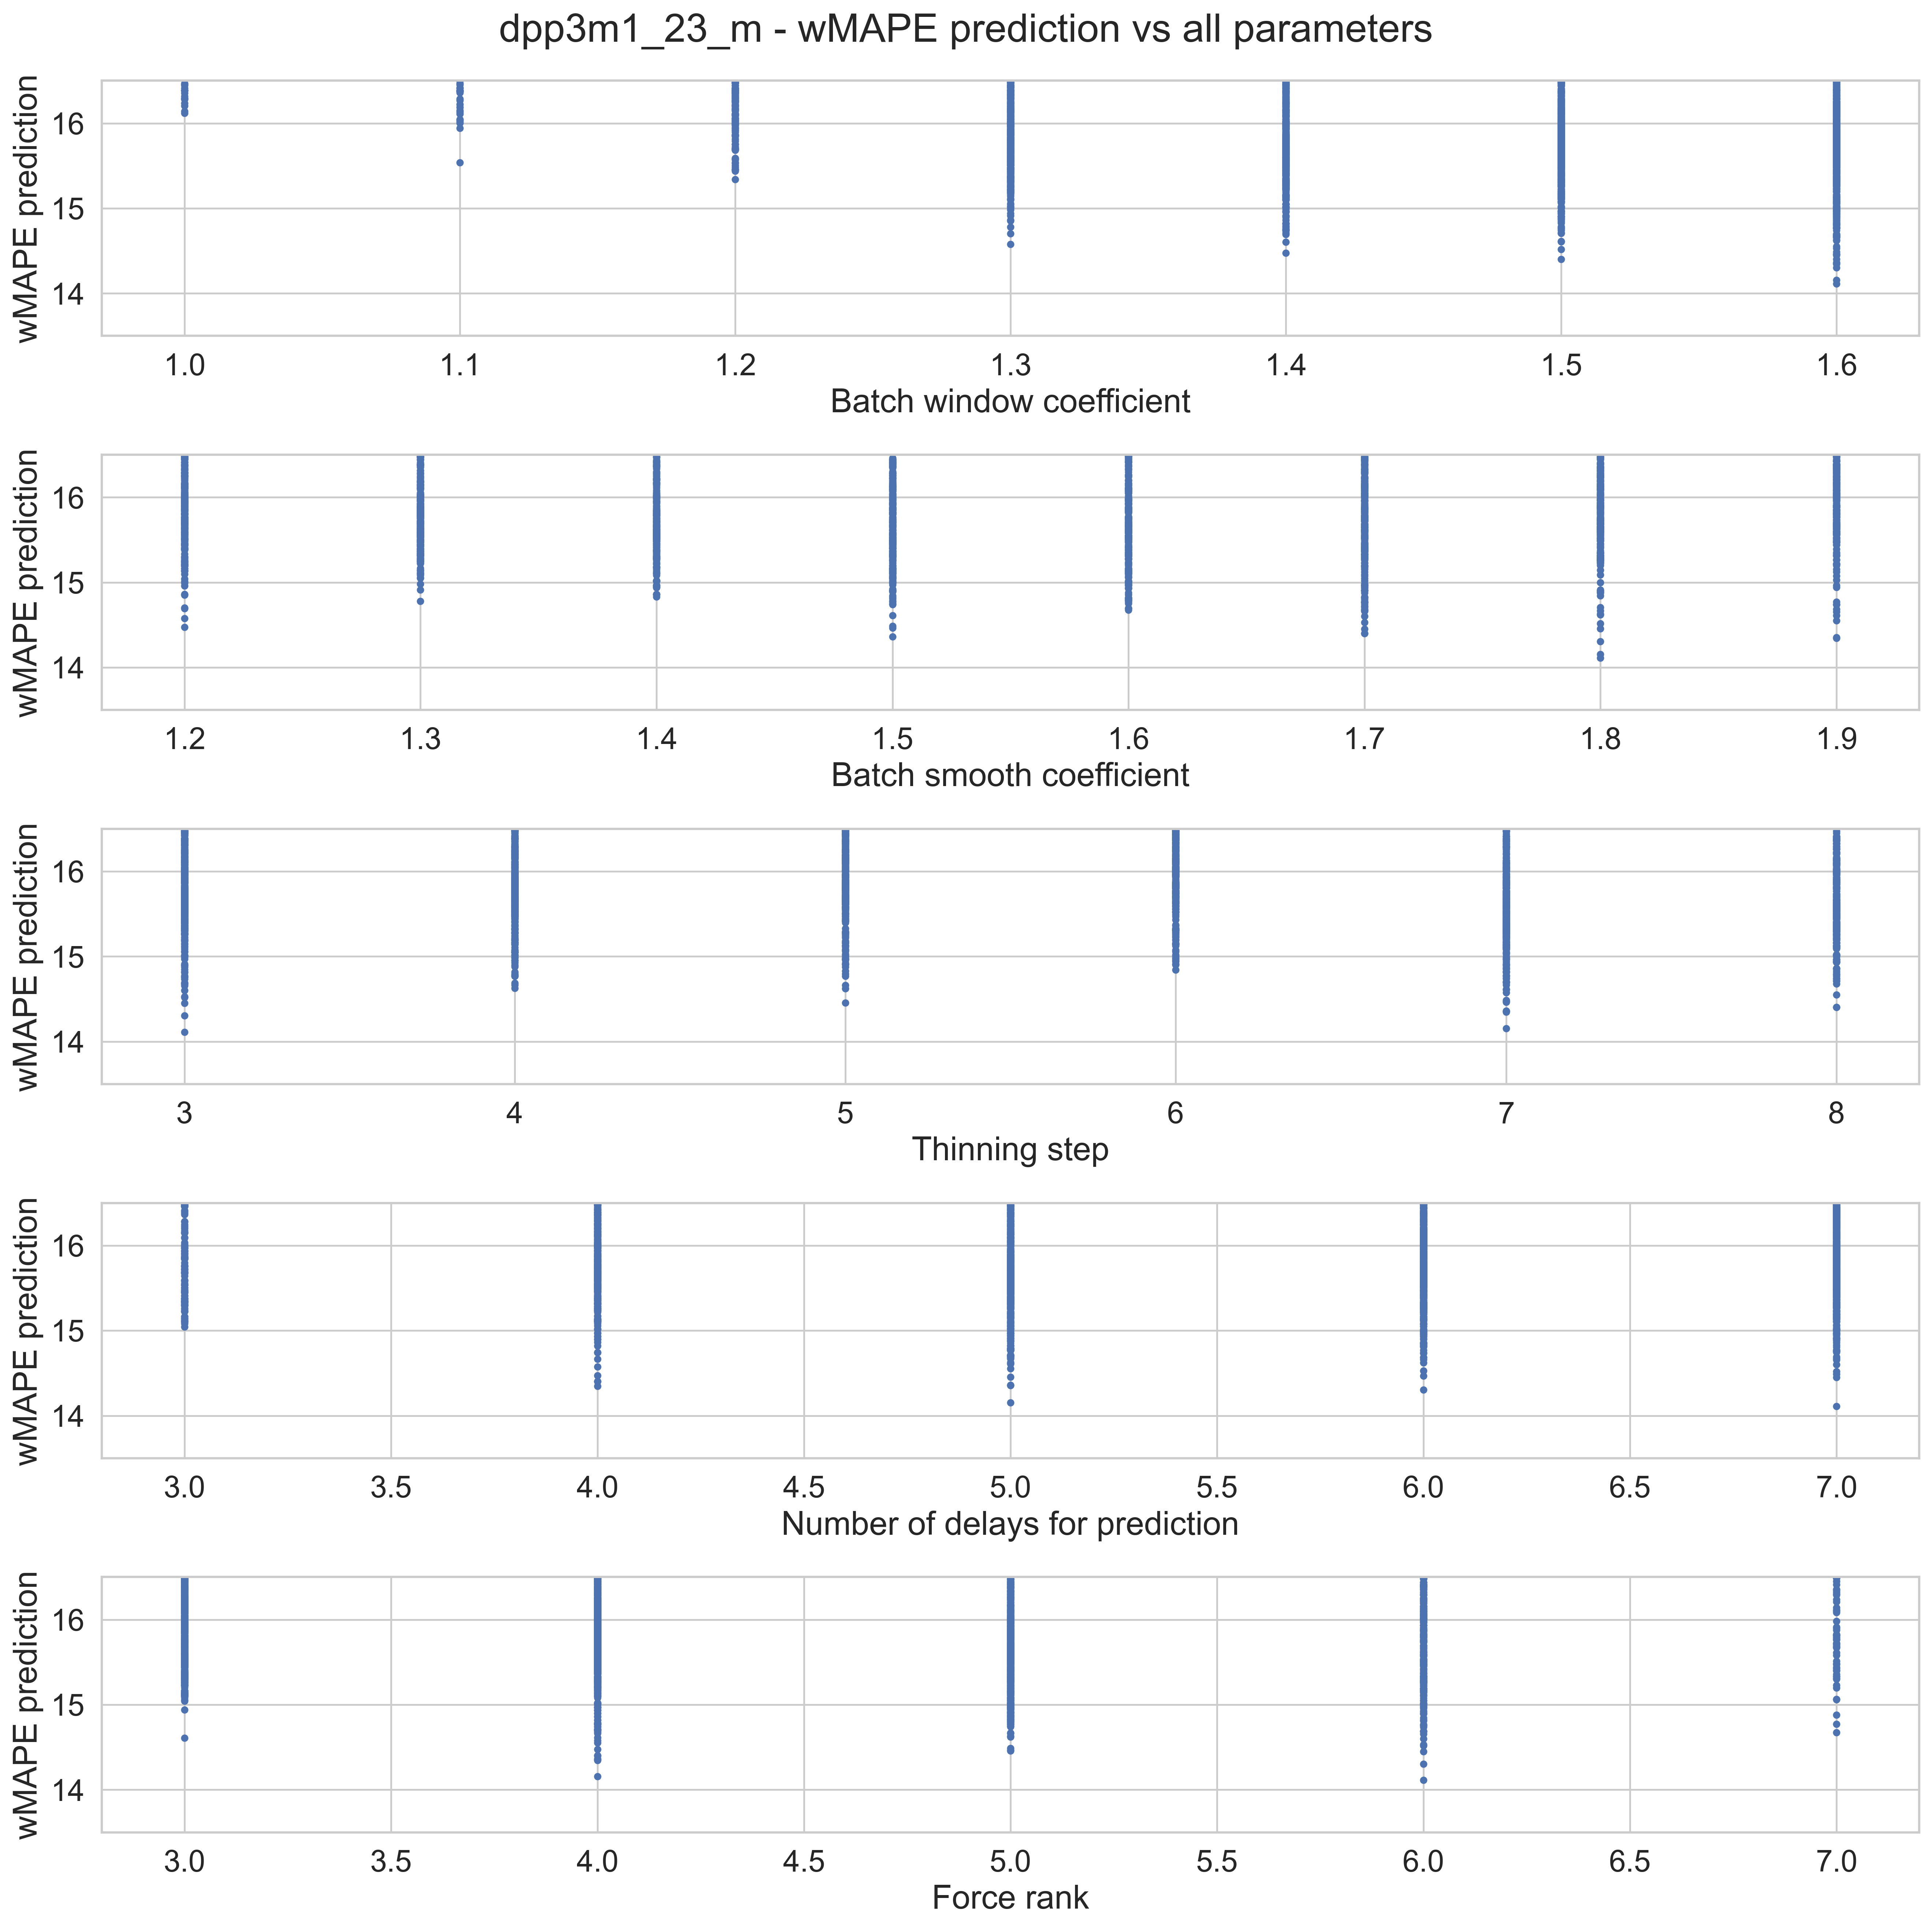 dpp3m1_23_m - wMAPE prediction vs all parameters
wMAPE prediction
16
15
14
1.0 1.1 1.2 1.3 1.4 1.5 1.6
Batch window coefficient
wMAPE prediction
16
15
14
1.2 1.3 1.4 1.5 1.6 1.7 1.8 1.9
Batch smooth coefficient
wMAPE prediction
16
15
14
3 4 5 6 7 8
Thinning step
wMAPE prediction
16
15
14
3.0 3.5 4.0 4.5 5.0 5.5 6.0 6.5 7.0
Number of delays for prediction
wMAPE prediction
16
15
14
3.0 3.5 4.0 4.5 5.0 5.5 6.0 6.5 7.0
Force rank